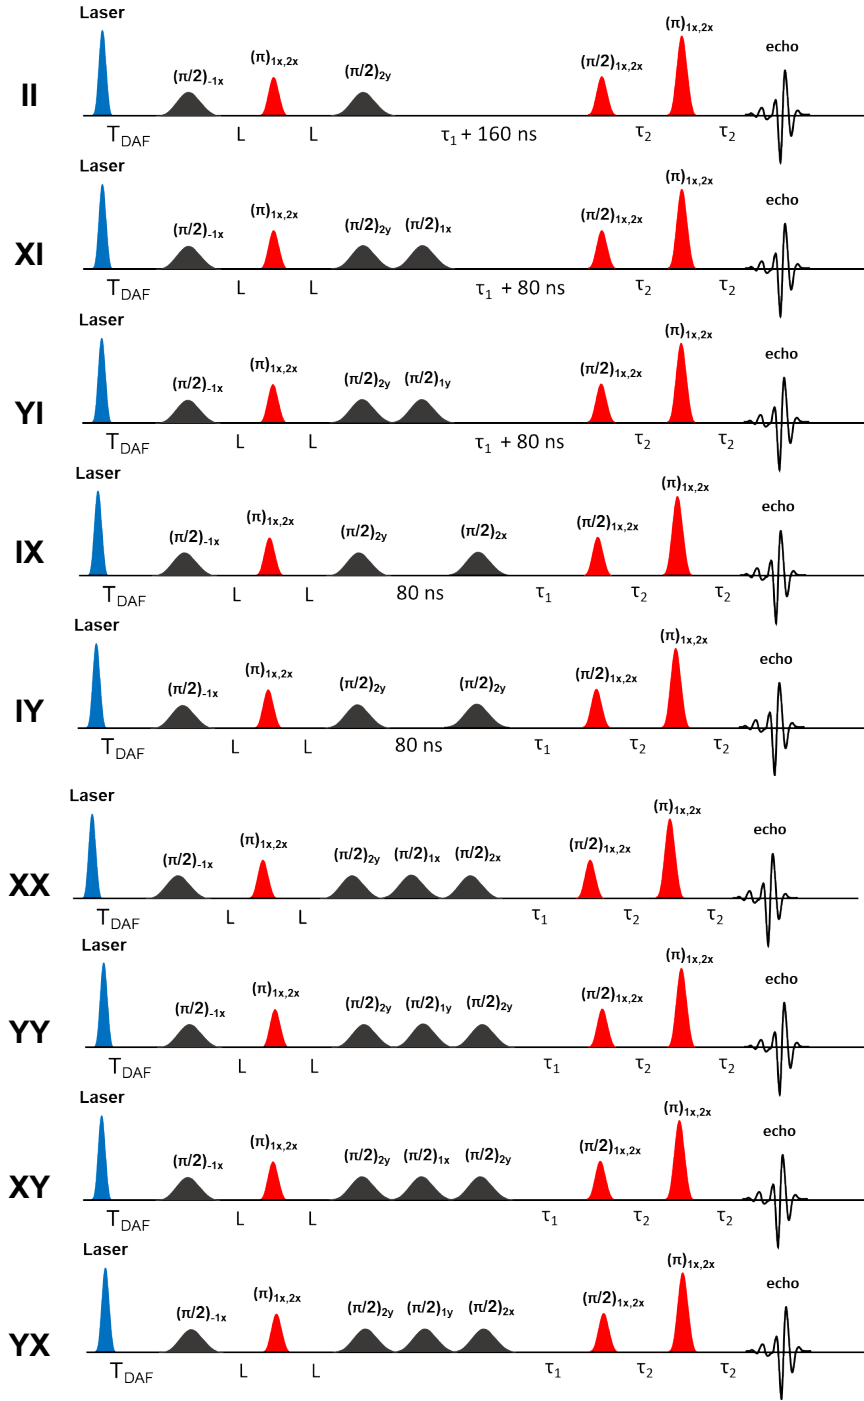 Laser
(π)1x,2x
(π/2)-1x (π)1x,2x (π/2)2y (π/2)1x,2x echo
II
TDAF L L τ1 + 160 ns τ2 τ2
Laser
(π)1x,2x
(π/2)-1x (π)1x,2x (π/2)2y (π/2)1x (π/2)1x,2x echo
XI
TDAF L L τ1 + 80 ns τ2 τ2
Laser
(π)1x,2x
(π/2)-1x (π)1x,2x (π/2)2y (π/2)1y (π/2)1x,2x echo
YI
TDAF L L τ1 + 80 ns τ2 τ2
Laser
(π)1x,2x
(π/2)-1x (π)1x,2x (π/2)2y (π/2)2x (π/2)1x,2x echo
IX
TDAF L L 80 ns τ1 τ2 τ2
Laser
(π)1x,2x
(π/2)-1x (π)1x,2x (π/2)2y (π/2)2y (π/2)1x,2x echo
IY
TDAF L L 80 ns τ1 τ2 τ2
Laser
(π)1x,2x
(π/2)-1x (π)1x,2x (π/2)2y (π/2)1x (π/2)2x (π/2)1x,2x echo
XX
TDAF L L τ1 τ2 τ2
Laser
(π)1x,2x
(π/2)-1x (π)1x,2x (π/2)2y (π/2)1y (π/2)2y (π/2)1x,2x echo
YY
TDAF L L τ1 τ2 τ2
Laser
(π)1x,2x
(π/2)-1x (π)1x,2x (π/2)2y (π/2)1x (π/2)2y (π/2)1x,2x echo
XY
TDAF L L τ1 τ2 τ2
Laser
(π)1x,2x
(π/2)-1x (π)1x,2x (π/2)2y (π/2)1y (π/2)2x (π/2)1x,2x echo
YX
TDAF L L τ1 τ2 τ2